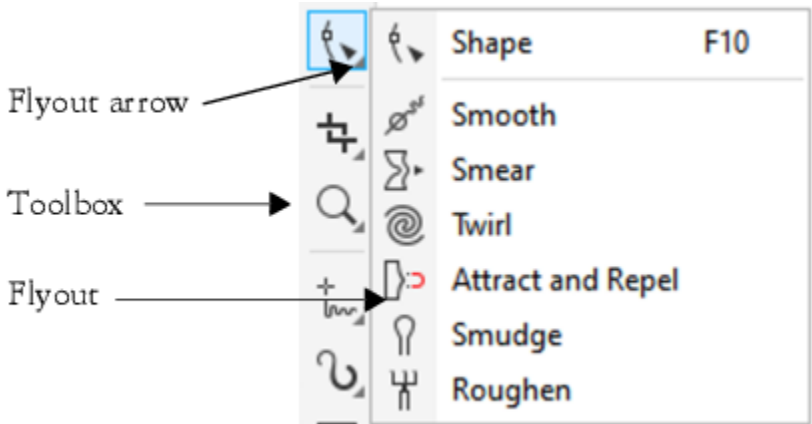 Shape F10
Flyout arrow
Smooth
Smear
Toolbox
Twirl
Flyout
Attract and Repel
Smudge
Roughen